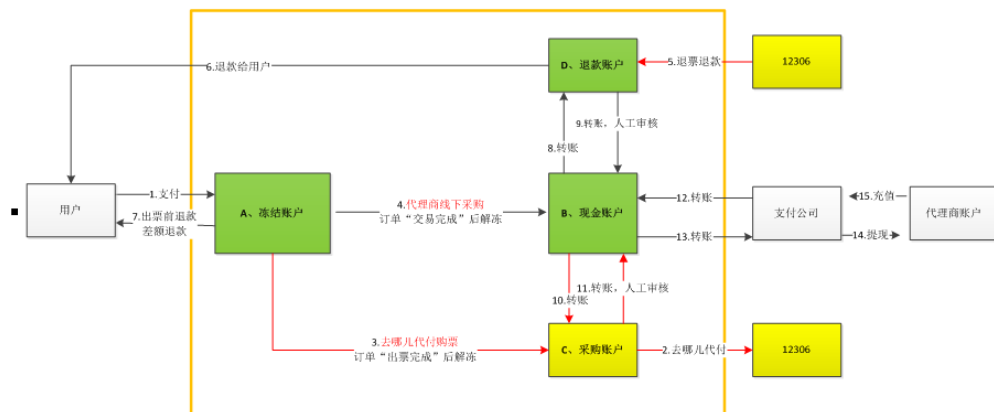 D、退款账户
12306
6.退款给用户
5.退票退款
9.转账，人工审核
8.转账
用户
1.支付
7.出票前退款
差额退款
A、冻结账户
4.代理商线下采购
订单“交易完成”后解冻
B、现金账户
12.转账
13.转账
支付公司
15.充值
14.提现
代理商账户
11.转账，人工审核
10.转账
3.去哪儿代付购票
订单“出票完成”后解冻
C、采购账户
2.去哪儿代付
12306